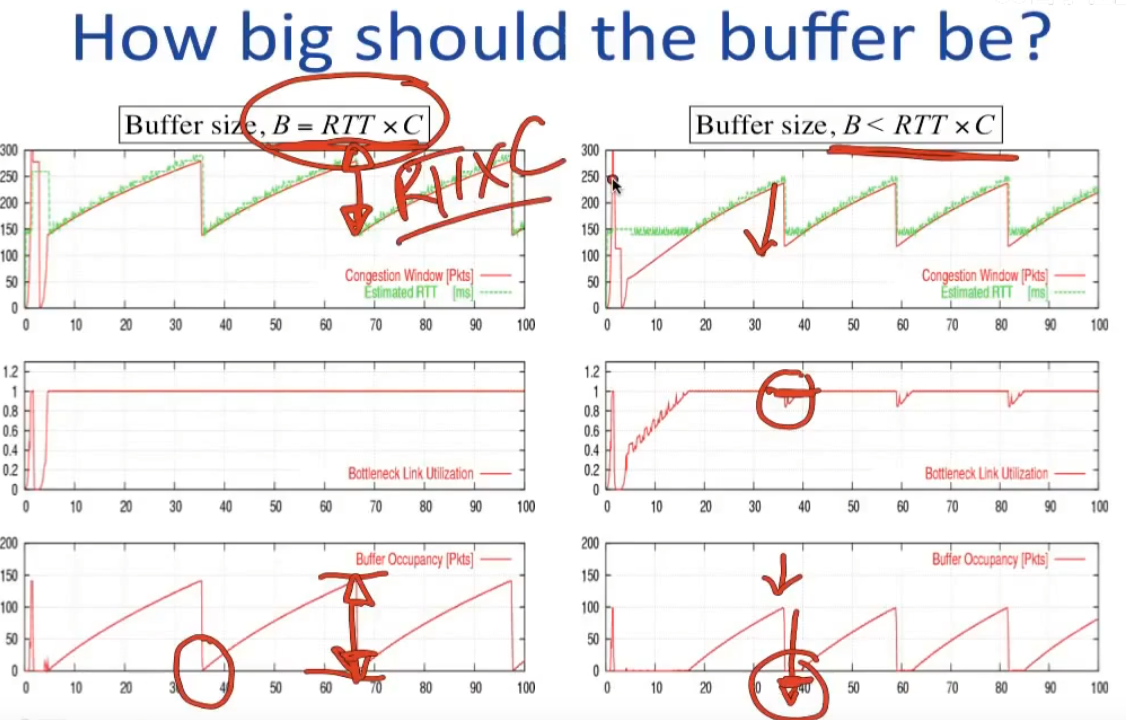 How big should the buffer be?
Buffer size, B = RTT × C
Buffer size, B < RTT × C
RTT×C
300
250
200
150
100
50
0
Congestion Window [Pkts]
Estimated RTT [ms]
0 10 20 30 40 50 60 70 80 90 100
300
250
200
150
100
50
0
Congestion Window [Pkts]
Estimated RTT [ms]
0 10 20 30 40 50 60 70 80 90 100
1.2
1
0.8
0.6
0.4
0.2
0
Bottleneck Link Utilization
0 10 20 30 40 50 60 70 80 90 100
1.2
1
0.8
0.6
0.4
0.2
0
Bottleneck Link Utilization
0 10 20 30 40 50 60 70 80 90 100
200
150
100
50
0
Buffer Occupancy [Pkts]
0 10 20 30 40 50 60 70 80 90 100
200
150
100
50
0
Buffer Occupancy [Pkts]
0 10 20 30 40 50 60 70 80 90 100